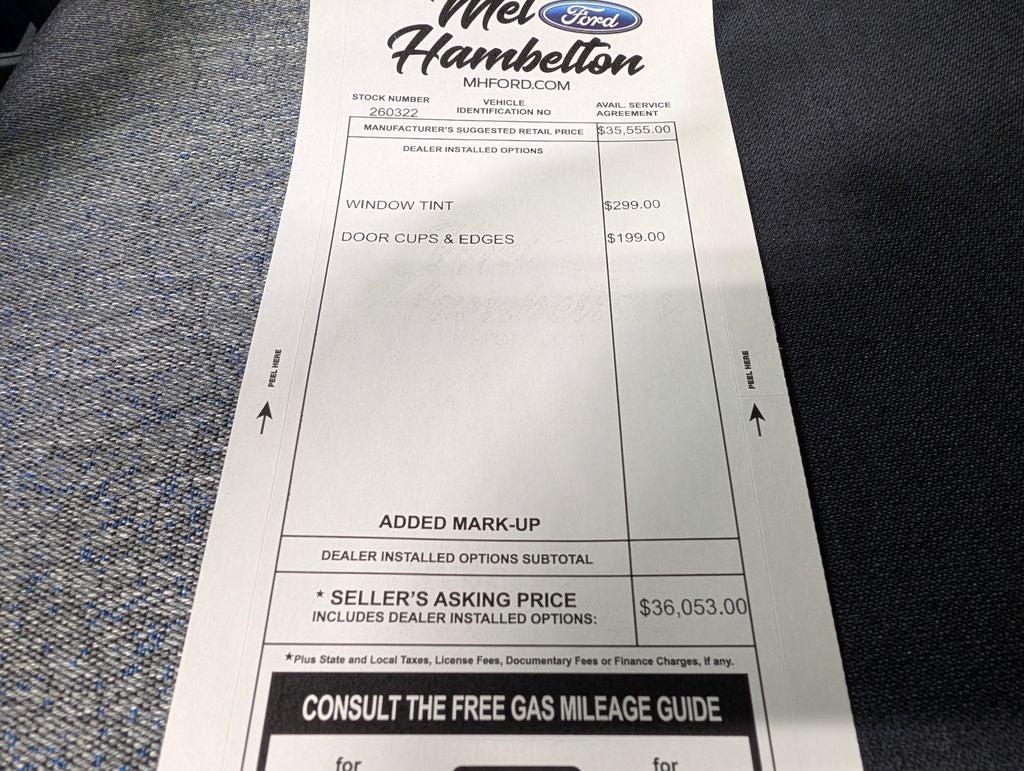 Mel Ford
Hambelton
MHFORD.COM
STOCK NUMBER VEHICLE IDENTIFICATION NO AVAIL. SERVICE AGREEMENT
260322
MANUFACTURER'S SUGGESTED RETAIL PRICE $35,555.00
DEALER INSTALLED OPTIONS
WINDOW TINT $299.00
DOOR CUPS & EDGES $199.00
PEEL HERE
PEEL HERE
ADDED MARK-UP
DEALER INSTALLED OPTIONS SUBTOTAL
* SELLER'S ASKING PRICE $36,053.00
INCLUDES DEALER INSTALLED OPTIONS:
*Plus State and Local Taxes, License Fees, Documentary Fees or Finance Charges, if any.
CONSULT THE FREE GAS MILEAGE GUIDE
for for